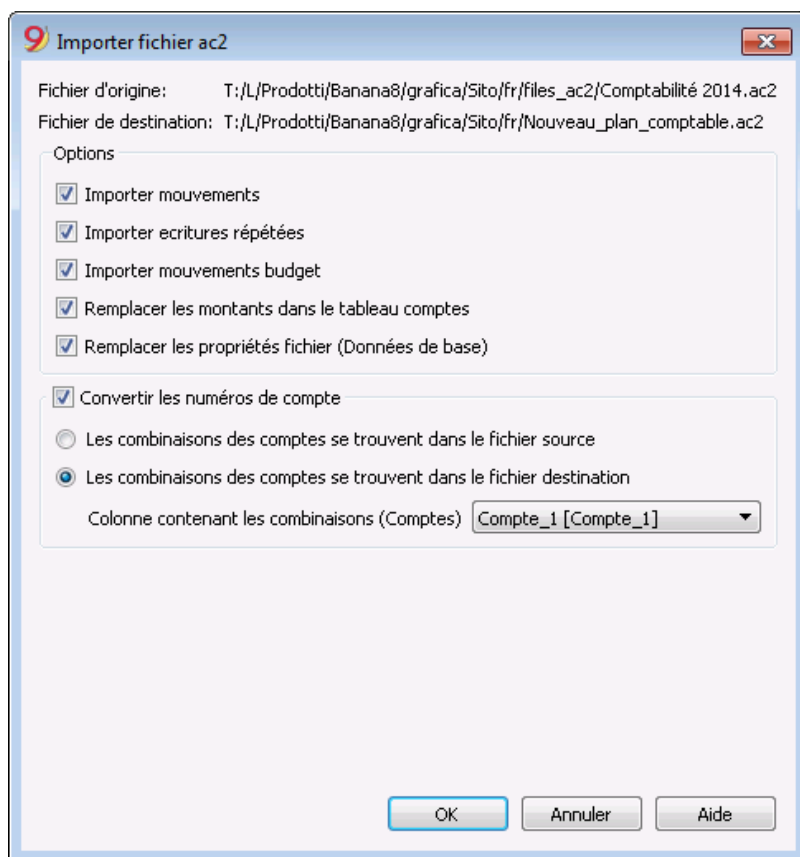 9 Importer fichier ac2
Fichier d'origine: T:/L/Prodotti/Banana8/grafica/Sito/fr/files_ac2/Comptabilité 2014.ac2
Fichier de destination: T:/L/Prodotti/Banana8/grafica/Sito/fr/Nouveau_plan_comptable.ac2
Options
Importer mouvements
Importer ecritures répétées
Importer mouvements budget
Remplacer les montants dans le tableau comptes
Remplacer les propriétés fichier (Données de base)
Convertir les numéros de compte
Les combinaisons des comptes se trouvent dans le fichier source
Les combinaisons des comptes se trouvent dans le fichier destination
Colonne contenant les combinaisons (Comptes) Compte_1 [Compte_1]
OK Annuler Aide